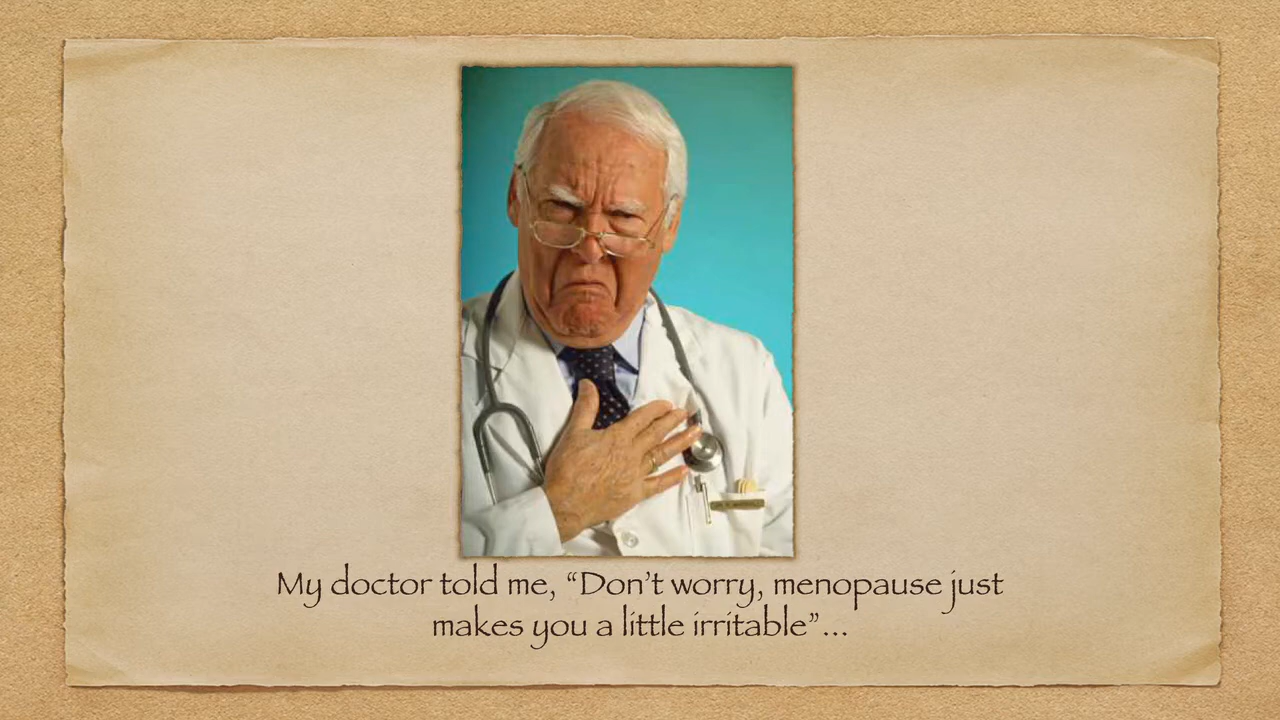 My doctor told me, “Don’t worry, menopause just
makes you a little irritable”...